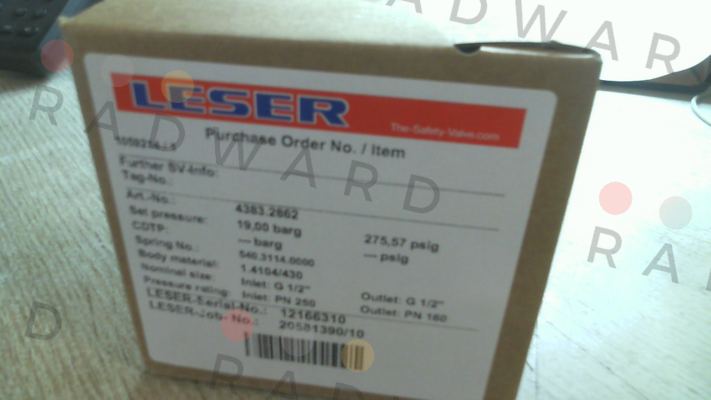 LESER
The-Safety-Valve.com
Purchase Order No. / Item
Further SV-Info:
Tag-No.:
Art.-No.: 4383.2662
Set pressure: 19,00 barg 275,57 psig
CDTP: --- barg --- psig
Spring No.: 540.3114.0000
Body material: 1.4104/430
Nominal size: Inlet: G 1/2" Outlet: G 1/2"
Pressure rating: Inlet: PN 250 Outlet: PN 160
LESER-Serial-No.: 12166310
LESER-Job-No.: 20581390/10
RADWARD
RADWARD
RAD
D
RADWARD